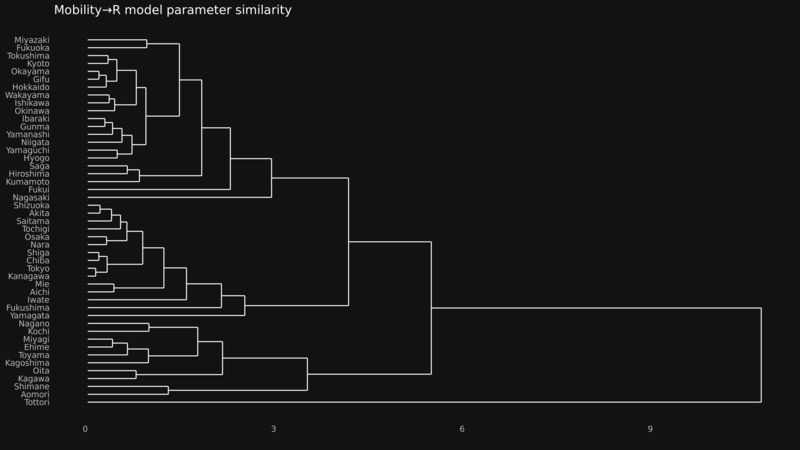 Mobility→R model parameter similarity
Miyazaki
Fukuoka
Tokushima
Kyoto
Okayama
Gifu
Hokkaido
Wakayama
Ishikawa
Okinawa
Ibaraki
Gunma
Yamanashi
Niigata
Yamaguchi
Hyogo
Saga
Hiroshima
Kumamoto
Fukui
Nagasaki
Shizuoka
Akita
Saitama
Tochigi
Osaka
Nara
Shiga
Chiba
Tokyo
Kanagawa
Mie
Aichi
Iwate
Fukushima
Yamagata
Nagano
Kochi
Miyagi
Ehime
Toyama
Kagoshima
Oita
Kagawa
Shimane
Aomori
Tottori
0 3 6 9